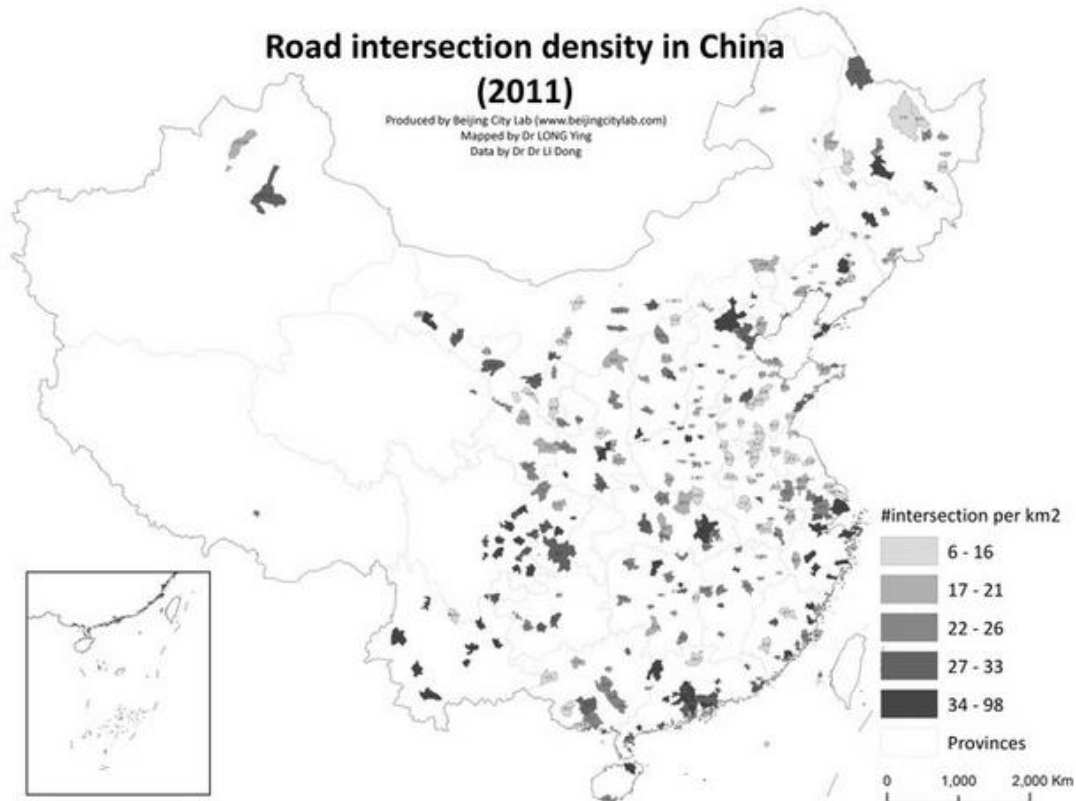 Road intersection density in China
(2011)
Produced by Beijing City Lab (www.beijingcitylab.com)
Mapped by Dr LONG Ying
Data by Dr Dr Li Dong
#intersection per km2
6 - 16
17 - 21
22 - 26
27 - 33
34 - 98
Provinces
0 1,000 2,000 Km